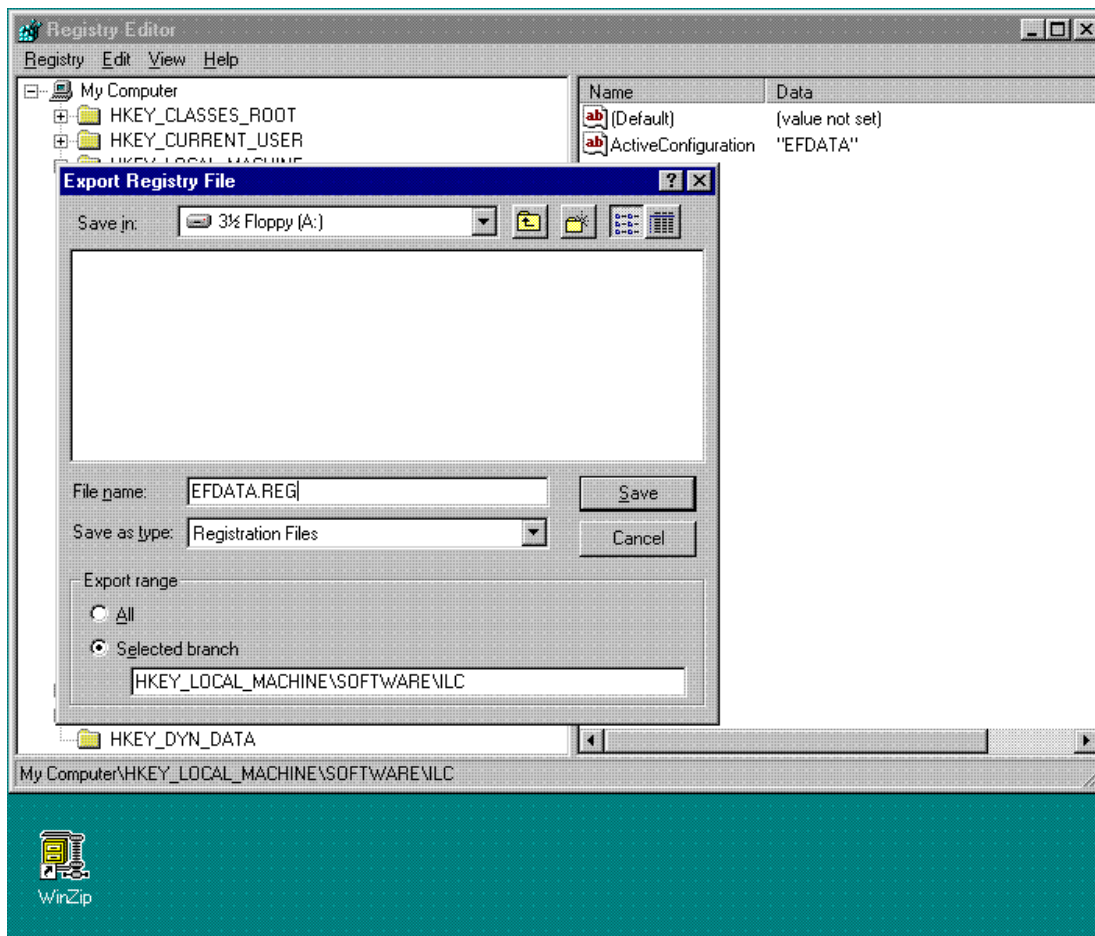 Registry Editor
Registry Edit View Help
My Computer
HKEY_CLASSES_ROOT
HKEY_CURRENT_USER
HKEY_LOCAL_MACHINE
Name Data
(Default) (value not set)
ActiveConfiguration "EFDATA"
Export Registry File
Save in: 3½ Floppy (A:)
File name: EFDATA.REG
Save
Save as type: Registration Files
Cancel
Export range
All
Selected branch
HKEY_LOCAL_MACHINE\SOFTWARE\ILC
HKEY_DYN_DATA
My Computer\HKEY_LOCAL_MACHINE\SOFTWARE\ILC
WinZip